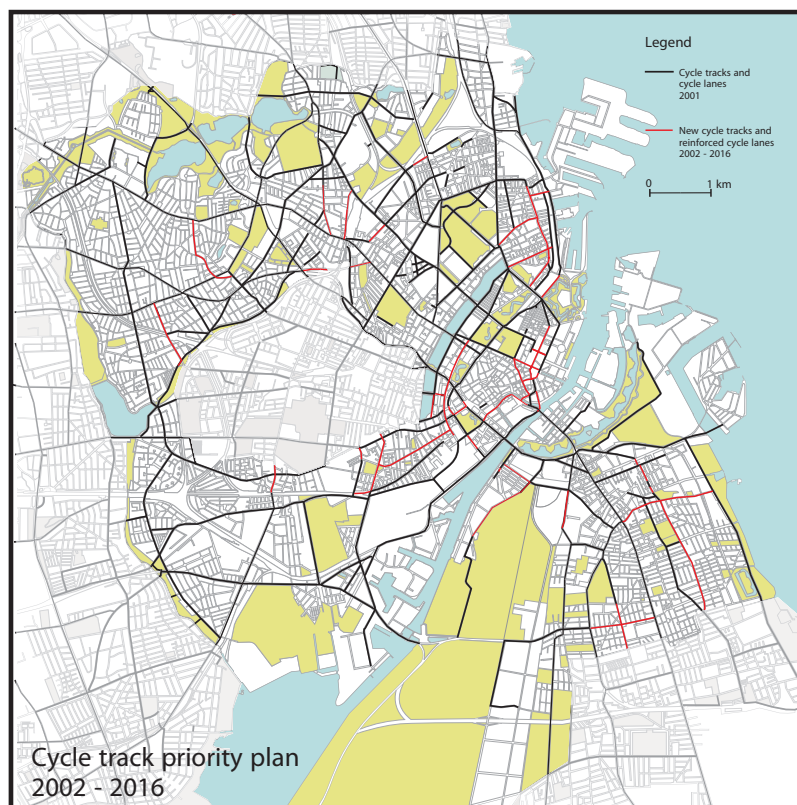 Legend
Cycle tracks and
cycle lanes
2001
New cycle tracks and
reinforced cycle lanes
2002 - 2016
0 1 km
Cycle track priority plan
2002 - 2016